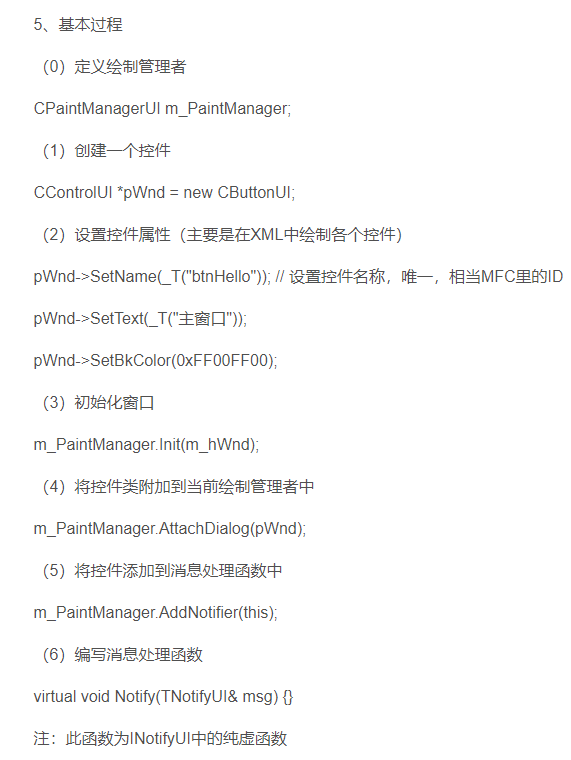 5、基本过程
（0）定义绘制管理者
CPaintManagerUI m_PaintManager;
（1）创建一个控件
CControlUI *pWnd = new CButtonUI;
（2）设置控件属性（主要是在XML中绘制各个控件）
pWnd->SetName(_T("btnHello")); // 设置控件名称，唯一，相当MFC里的ID
pWnd->SetText(_T("主窗口"));
pWnd->SetBkColor(0xFF00FF00);
（3）初始化窗口
m_PaintManager.Init(m_hWnd);
（4）将控件类附加到当前绘制管理者中
m_PaintManager.AttachDialog(pWnd);
（5）将控件添加到消息处理函数中
m_PaintManager.AddNotifier(this);
（6）编写消息处理函数
virtual void Notify(TNotifyUI& msg) {}
注：此函数为INotifyUI中的纯虚函数